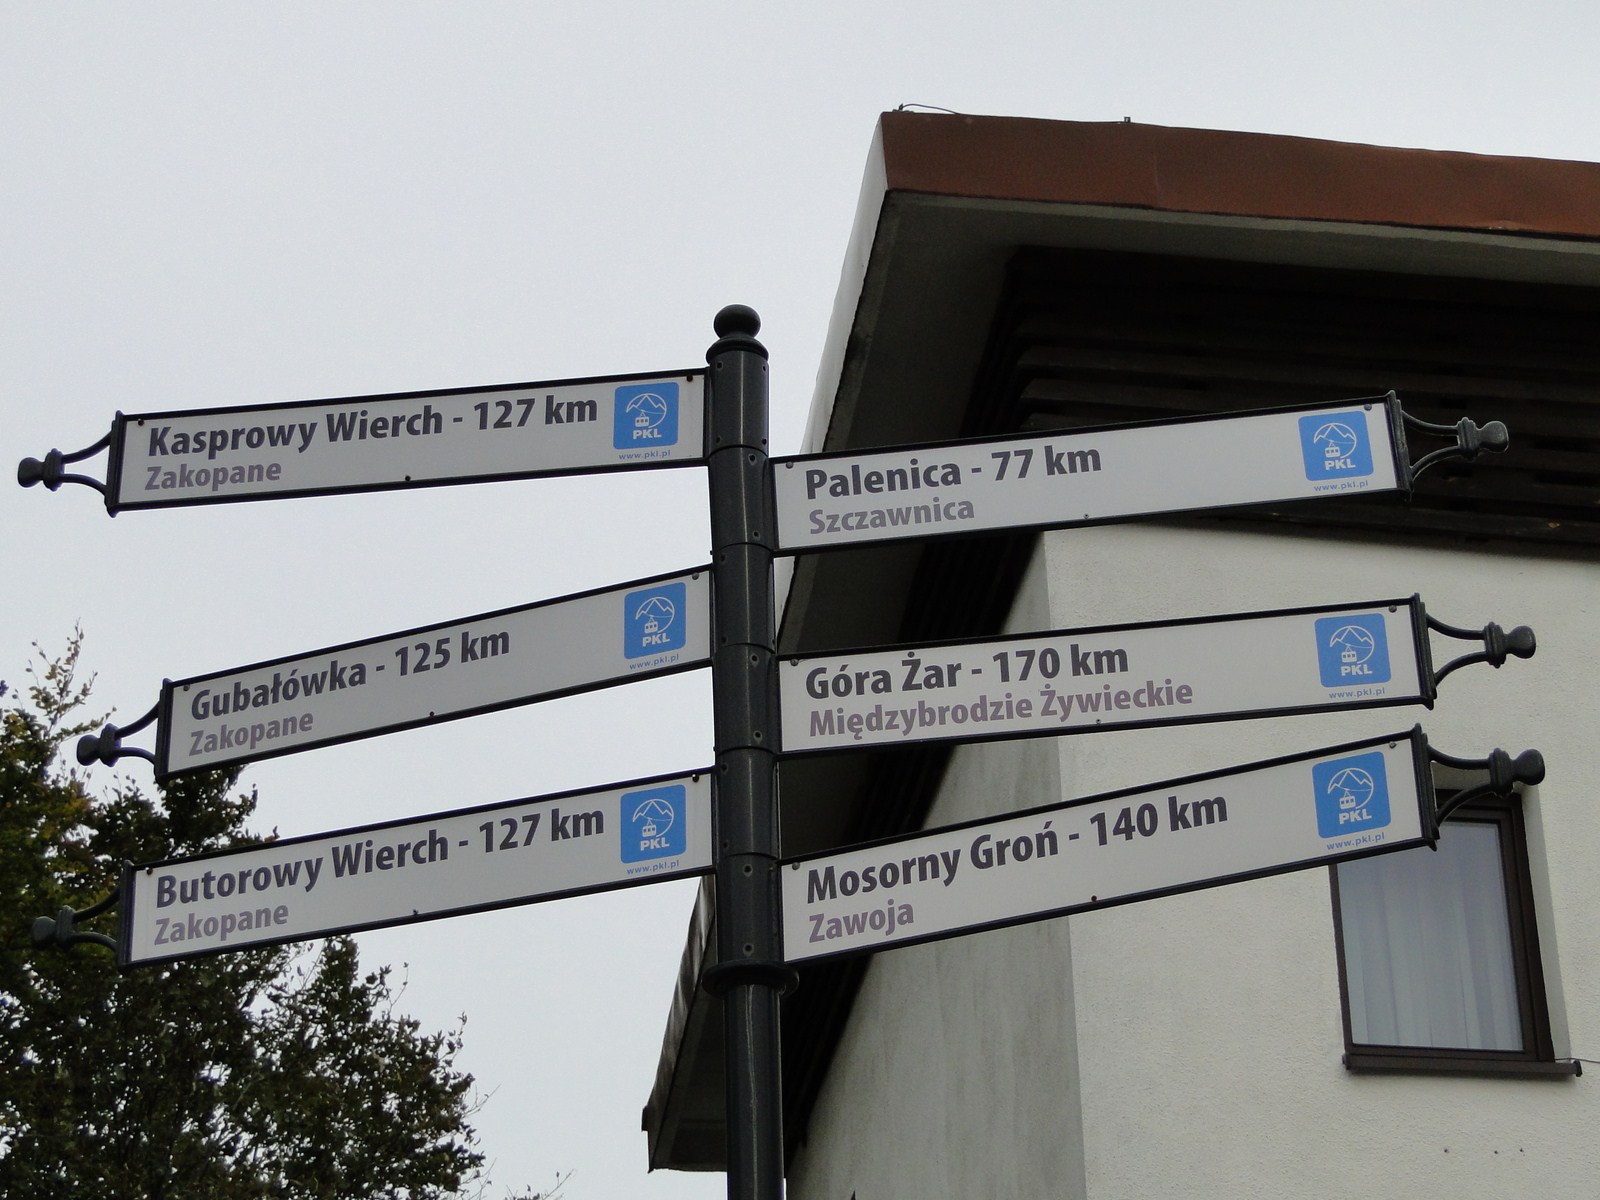 Kasprowy Wierch - 127 km
Zakopane
PKL
www.pkl.pl
Gubałówka - 125 km
Zakopane
PKL
www.pkl.pl
Butorowy Wierch - 127 km
Zakopane
PKL
www.pkl.pl
Palenica - 77 km
Szczawnica
PKL
www.pkl.pl
Góra Żar - 170 km
Międzybrodzie Żywieckie
PKL
www.pkl.pl
Mosorny Groń - 140 km
Zawoja
PKL
www.pkl.pl